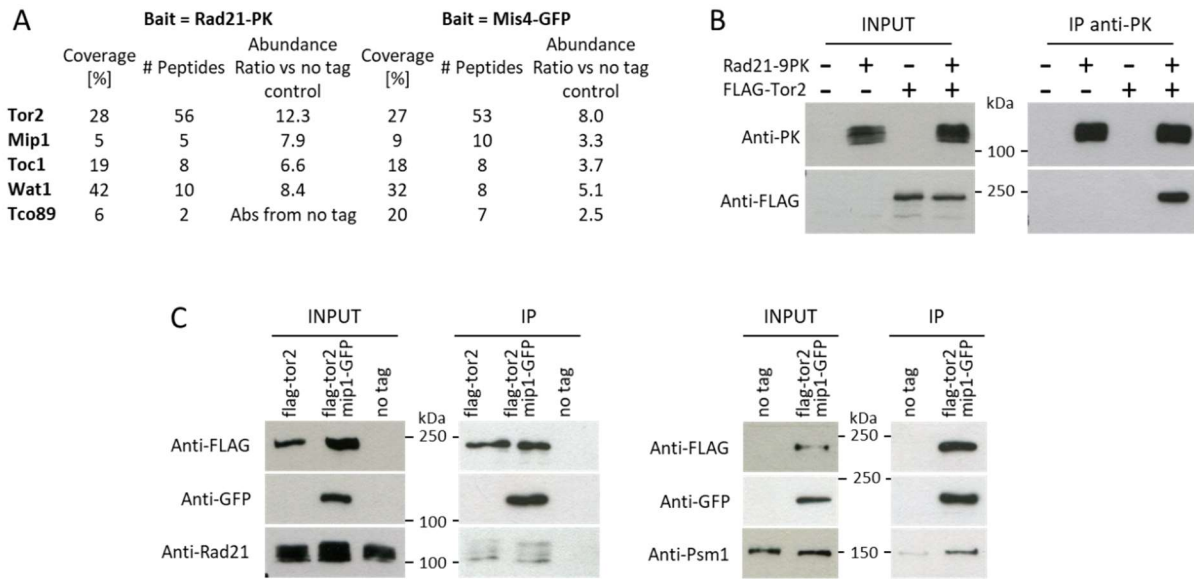 A
Bait = Rad21-PK Bait = Mis4-GFP
Coverage [%] # Peptides Abundance Ratio vs no tag control Coverage [%] # Peptides Abundance Ratio vs no tag control
Tor2 28 56 12.3 27 53 8.0
Mip1 5 5 7.9 9 10 3.3
Toc1 19 8 6.6 18 8 3.7
Wat1 42 10 8.4 32 8 5.1
Tco89 6 2 Abs from no tag 20 7 2.5
B
INPUT IP anti-PK
Rad21-9PK - + - + - + - +
FLAG-Tor2 - - + + - - + +
kDa
Anti-PK
- 100
Anti-FLAG - 250 -
C
INPUT IP
flag-tor2
flag-tor2 mip1-GFP
no tag
flag-tor2
flag-tor2 mip1-GFP
no tag
kDa
Anti-FLAG - 250 -
Anti-GFP
- 100 -
Anti-Rad21
- 100 -
INPUT IP
no tag
flag-tor2 mip1-GFP
no tag
flag-tor2 mip1-GFP
kDa
Anti-FLAG - 250 -
- 250 -
Anti-GFP
Anti-Psm1 - 150 -